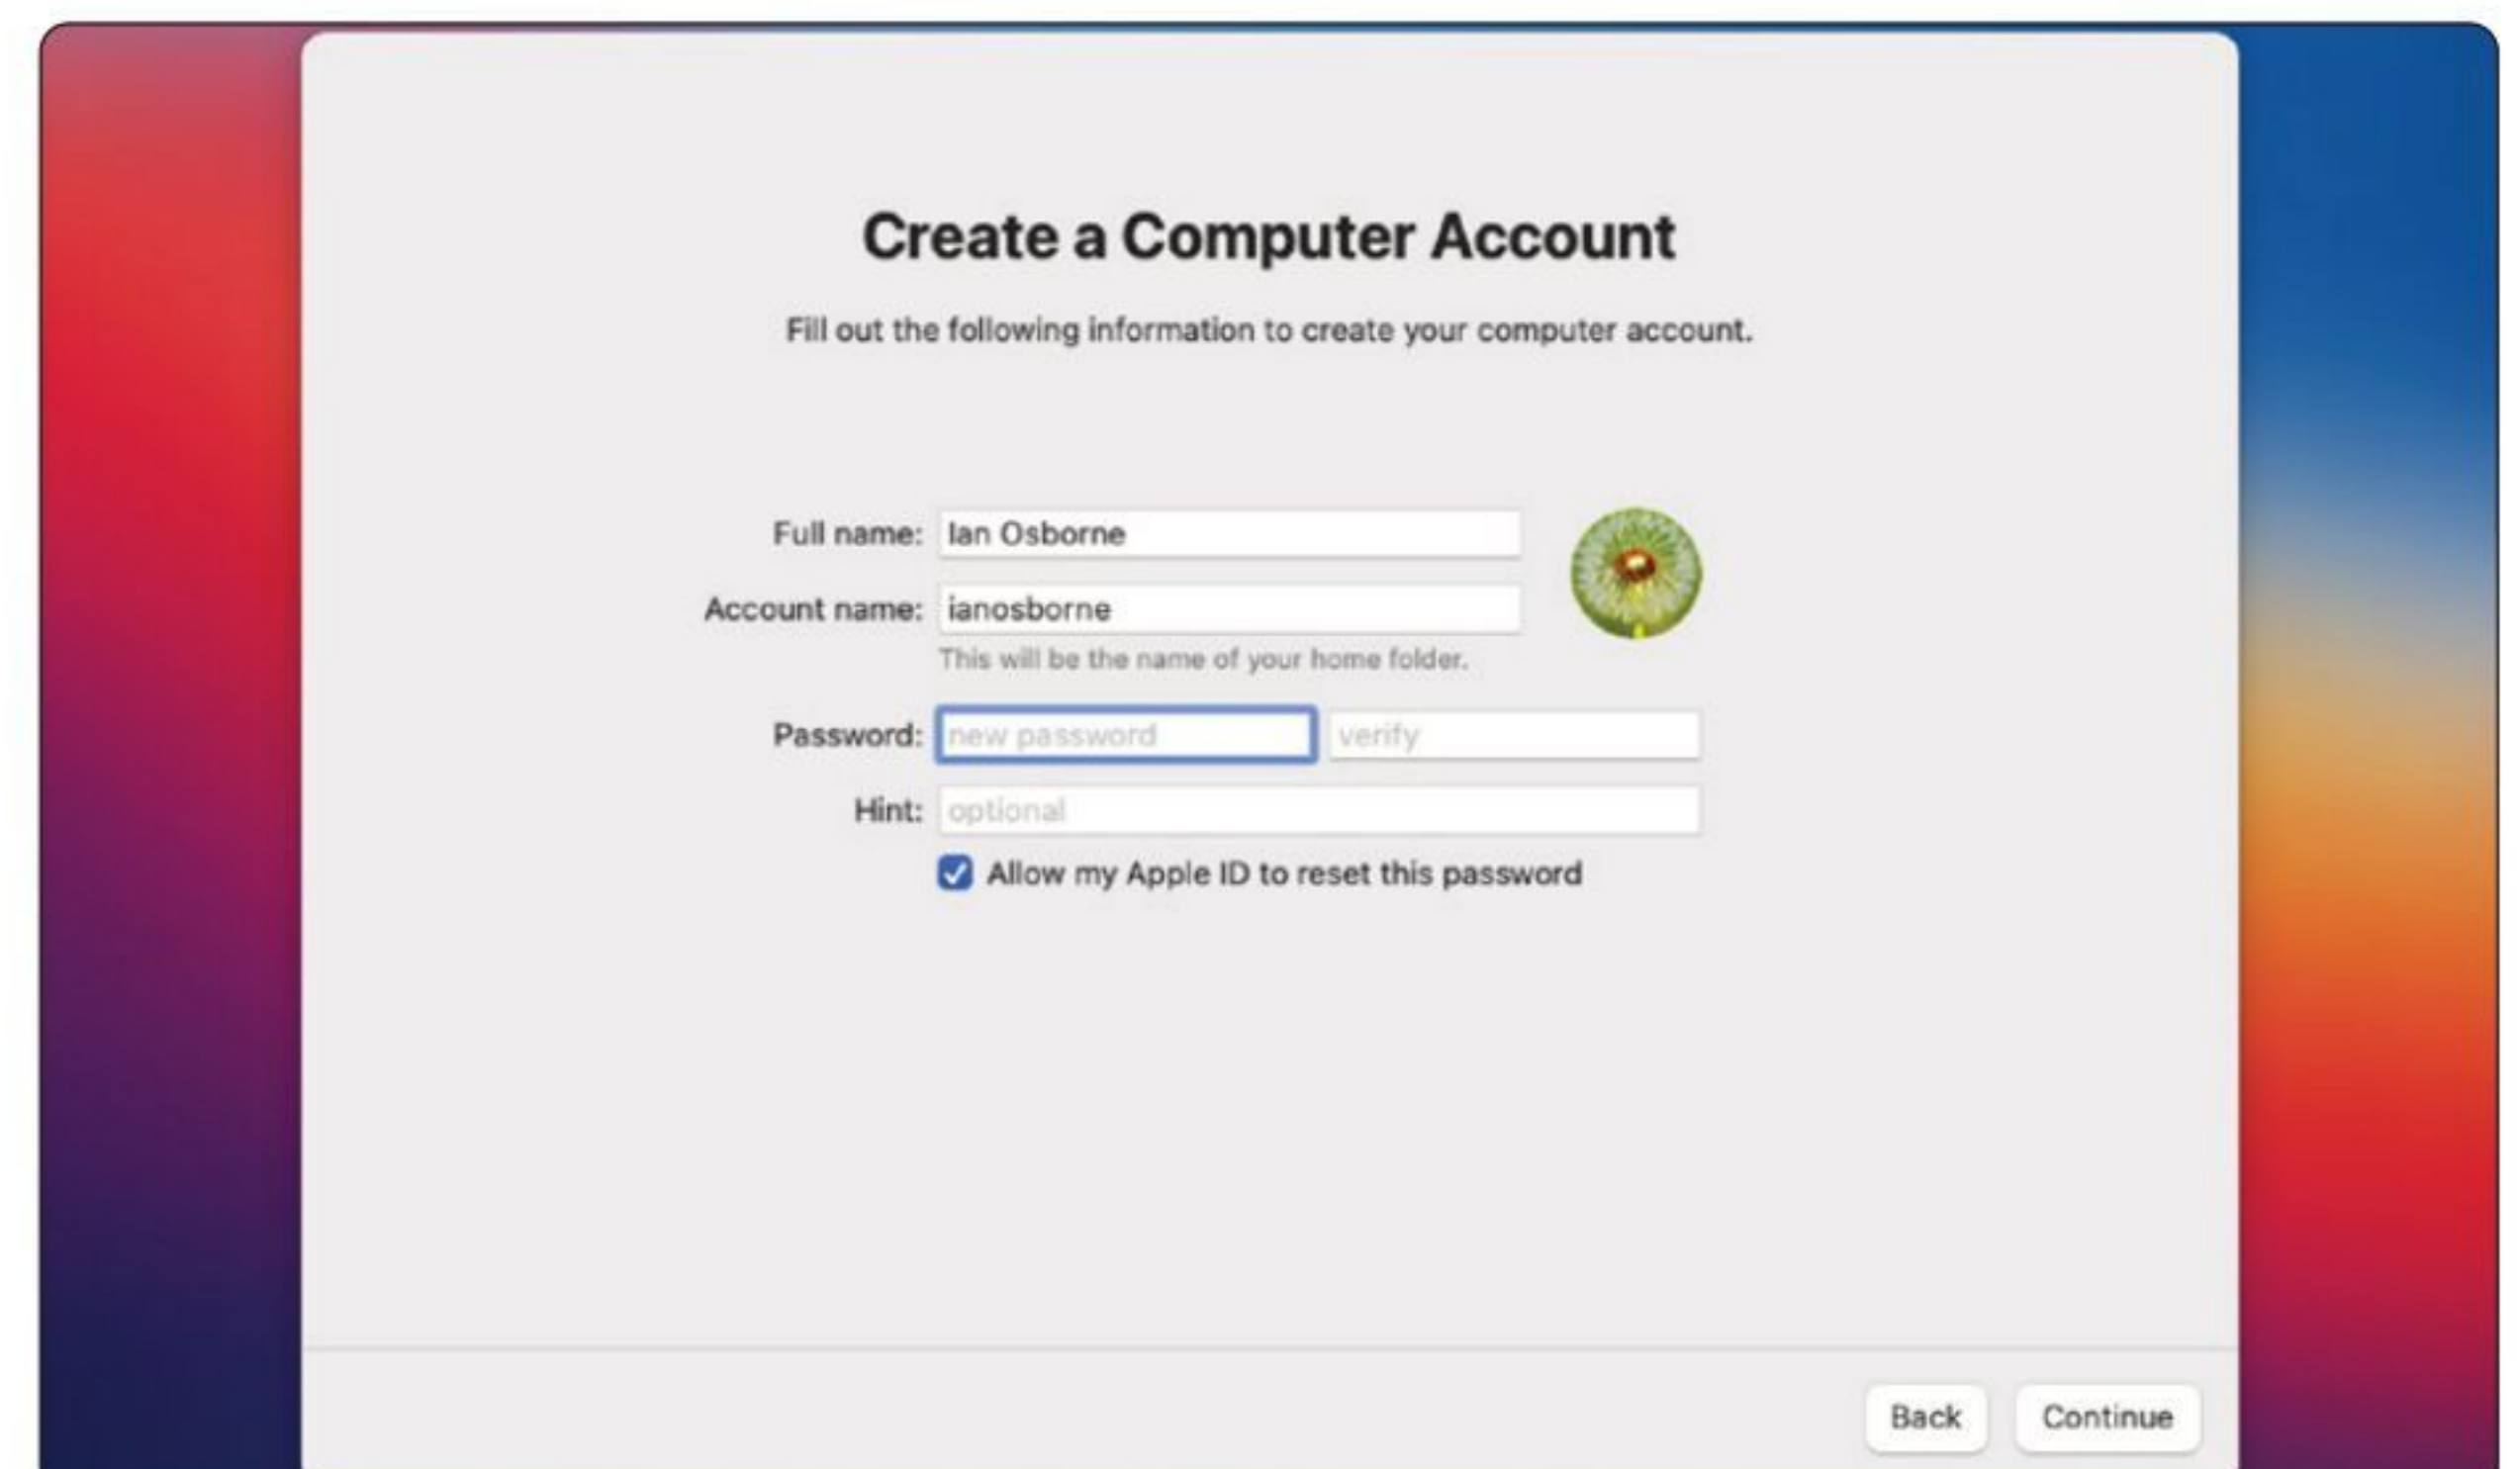 Create a Computer Account
Fill out the following information to create your computer account.
Full name: Ian Osborne
Account name: ianosborne
This will be the name of your home folder.
Password: new password verify
Hint: optional
Allow my Apple ID to reset this password
Back Continue